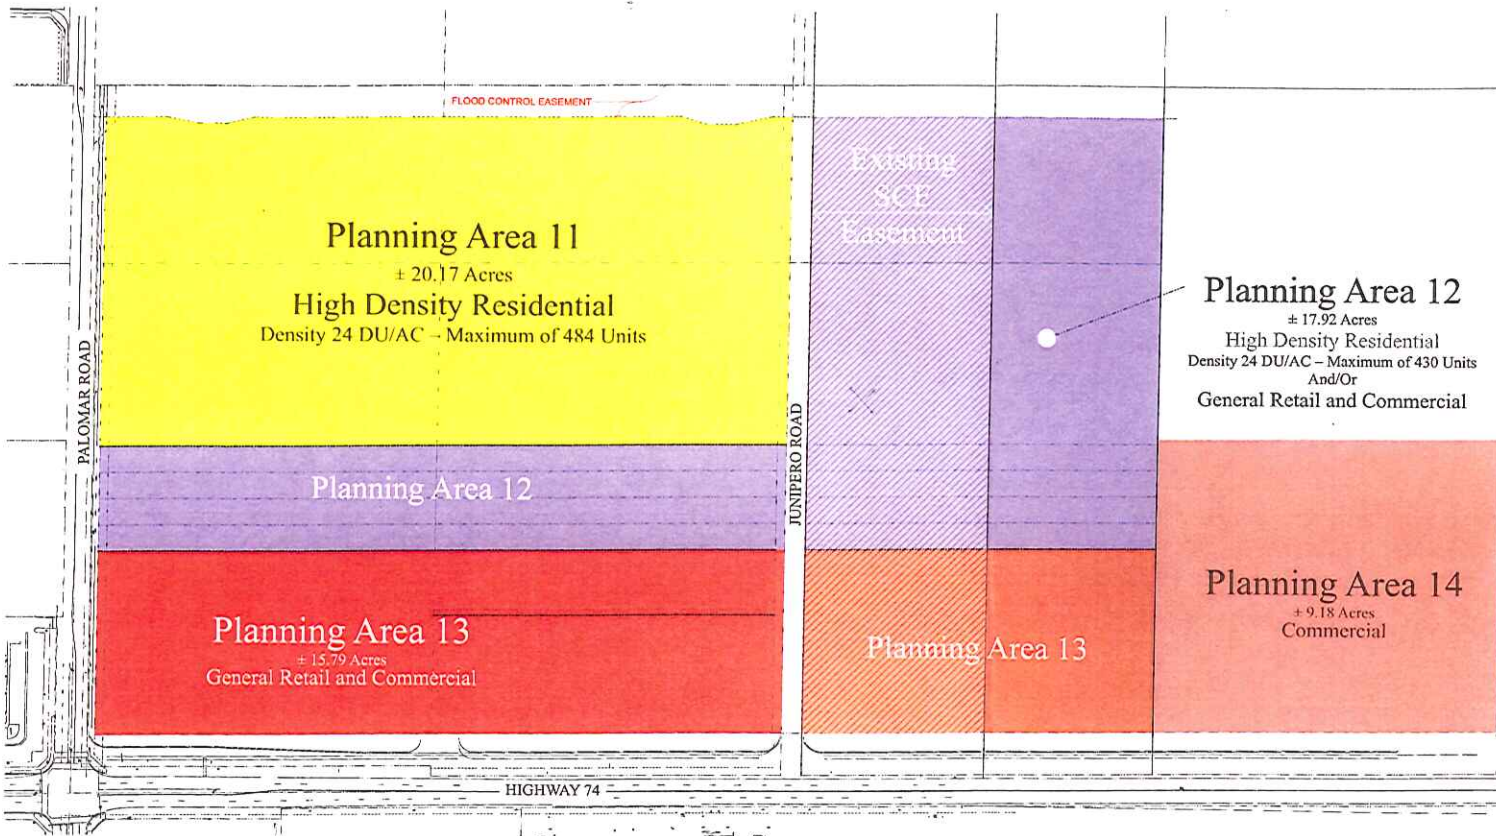 FLOOD CONTROL EASEMENT
Planning Area 11
± 20.17 Acres
High Density Residential
Density 24 DU/AC – Maximum of 484 Units
Existing
SCE
Easement
Planning Area 12
± 17.92 Acres
High Density Residential
Density 24 DU/AC – Maximum of 430 Units
And/Or
General Retail and Commercial
PALOMAR ROAD
JUNIPERO ROAD
Planning Area 12
Planning Area 13
± 15.79 Acres
General Retail and Commercial
Planning Area 13
Planning Area 14
± 9.18 Acres
Commercial
HIGHWAY 74